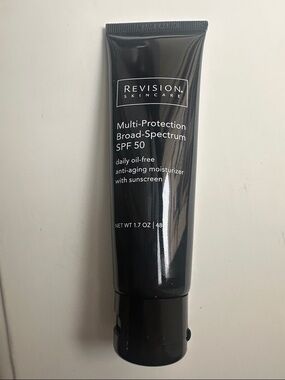 REVISION
SKINCARE
Multi-Protection
Broad-Spectrum
SPF 50
daily oil-free
anti-aging moisturizer
with sunscreen
NET WT 1.7 OZ | 48